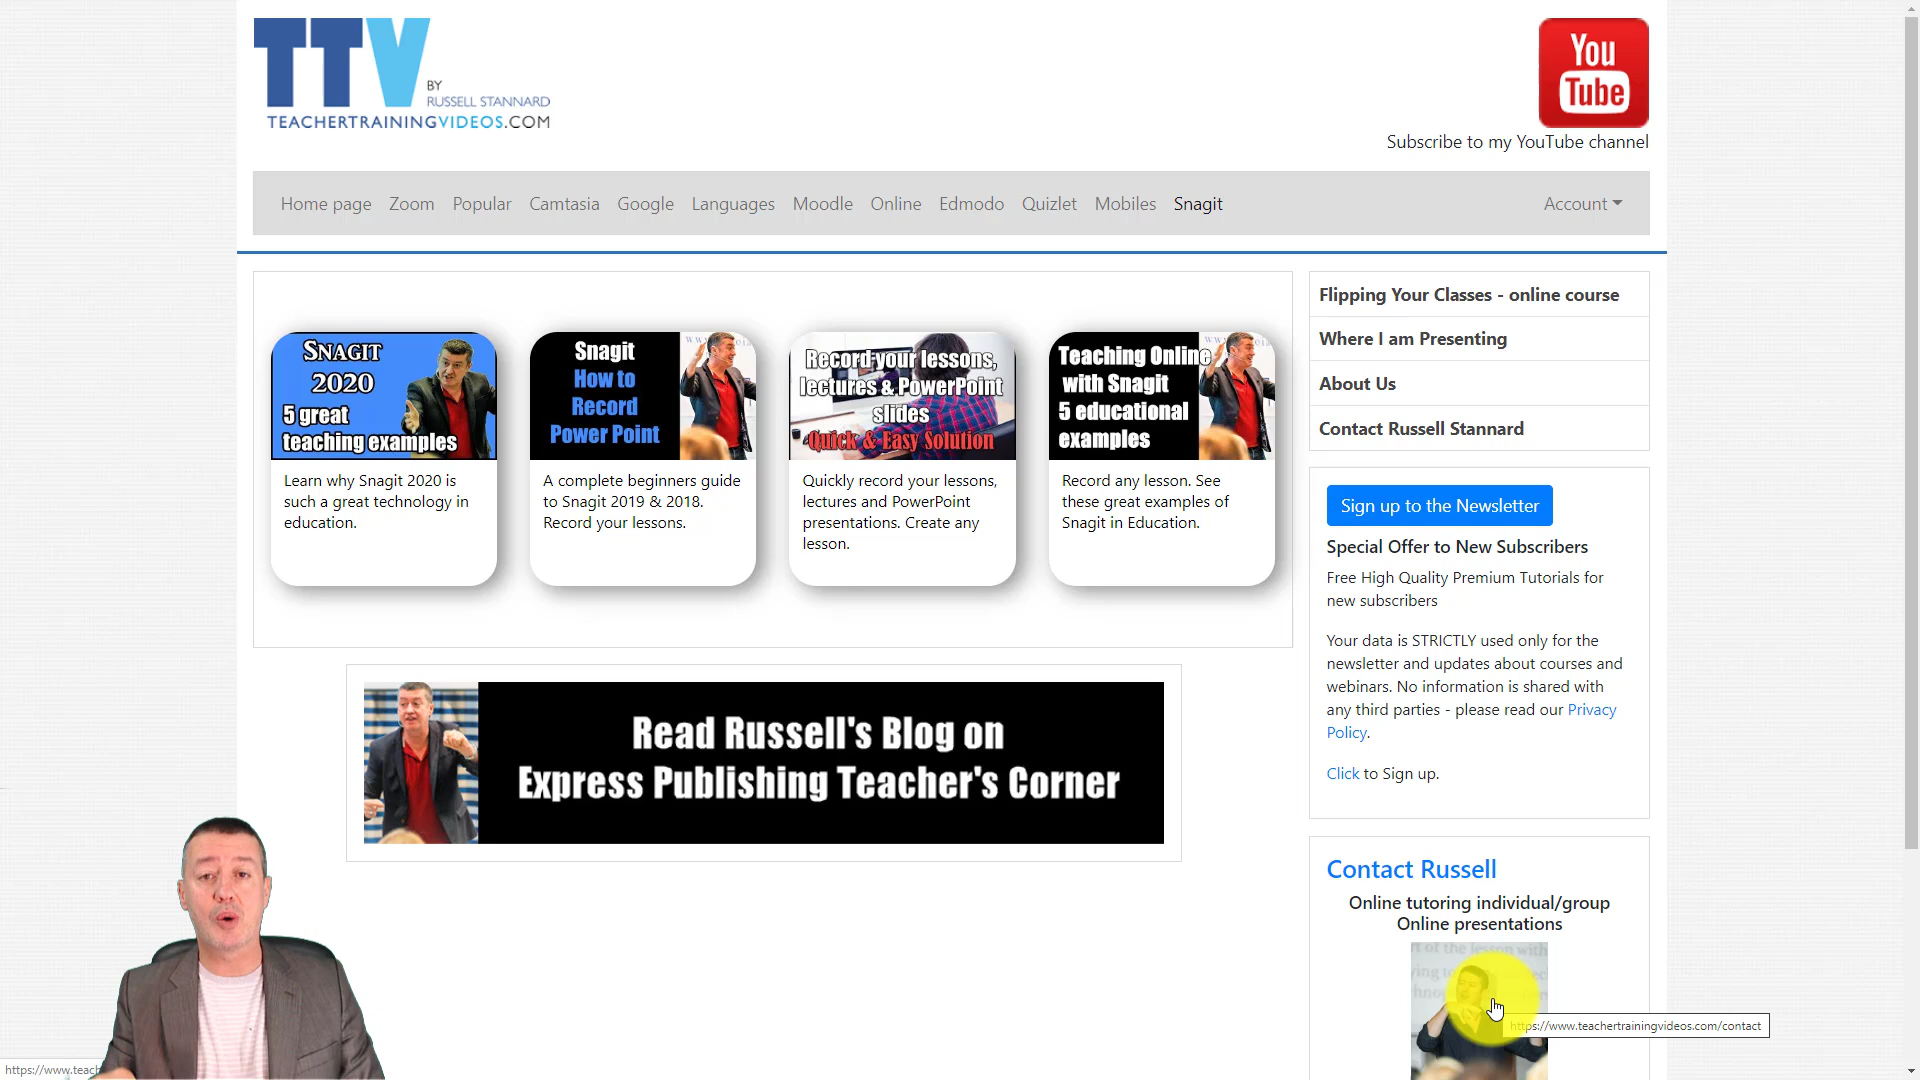 TTV
BY
RUSSELL STANNARD
TEACHERTRAININGVIDEOS.COM
You
Tube
Subscribe to my YouTube channel
Home page Zoom Popular Camtasia Google Languages Moodle Online Edmodo Quizlet Mobiles Snagit Account
SNAGIT
2020
5 great
teaching examples
Learn why Snagit 2020 is
such a great technology in
education.
Snagit
How to
Record
Power Point
A complete beginners guide
to Snagit 2019 & 2018.
Record your lessons.
Record your lessons,
lectures & PowerPoint
slides
Quick & Easy Solution
Quickly record your lessons,
lectures and PowerPoint
presentations. Create any
lesson.
Teaching Online
with Snagit
5 educational
examples
Record any lesson. See
these great examples of
Snagit in Education.
Read Russell's Blog on
Express Publishing Teacher's Corner
Flipping Your Classes - online course
Where I am Presenting
About Us
Contact Russell Stannard
Sign up to the Newsletter
Special Offer to New Subscribers
Free High Quality Premium Tutorials for
new subscribers
Your data is STRICTLY used only for the
newsletter and updates about courses and
webinars. No information is shared with
any third parties - please read our Privacy
Policy.
Click to Sign up.
Contact Russell
Online tutoring individual/group
Online presentations
of the lesson with
https://www.teachertrainingvideos.com/contact
https://www.teach